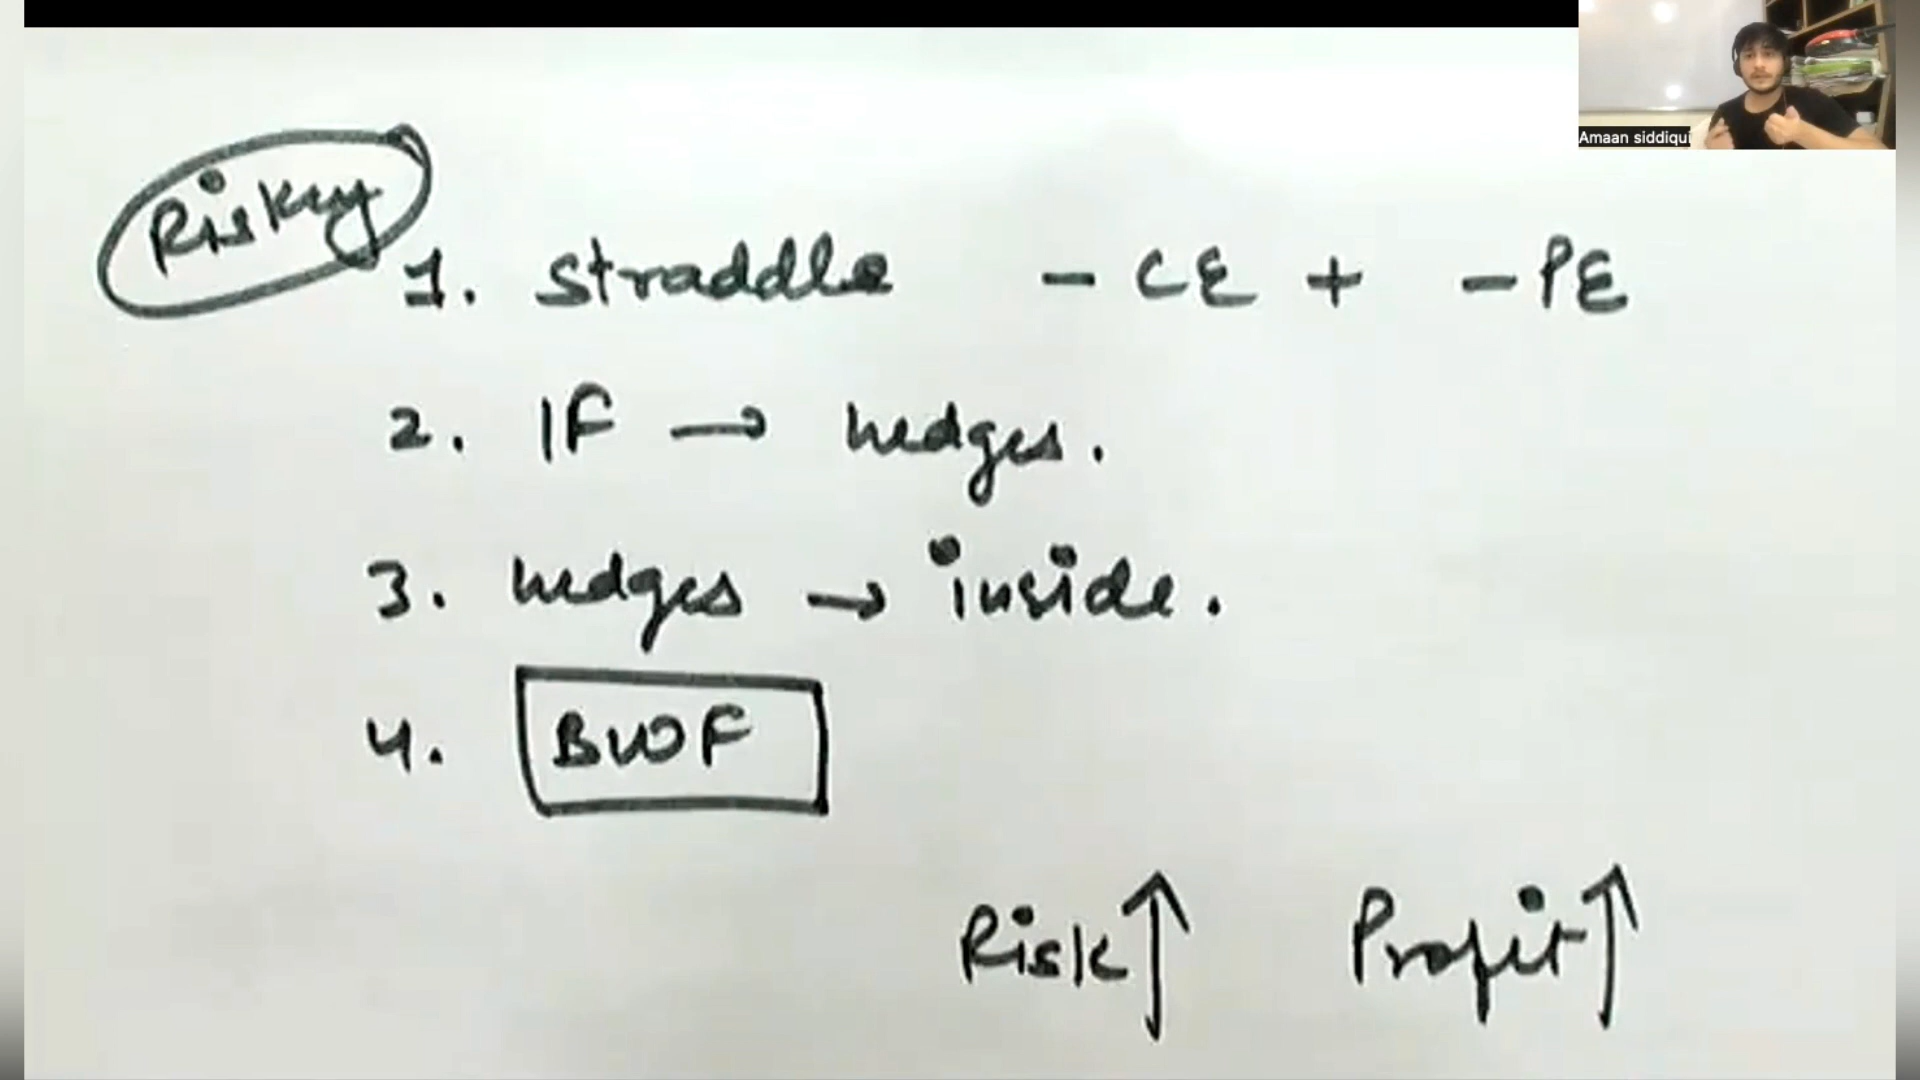 Amaan siddiqui
Risky
1. Straddle - CE + - PE
2. IF → hedges.
3. hedges → inside.
4. BWF
Risk ↑ Profit ↑